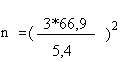 n =( 3*66,9 / 5,4 )²